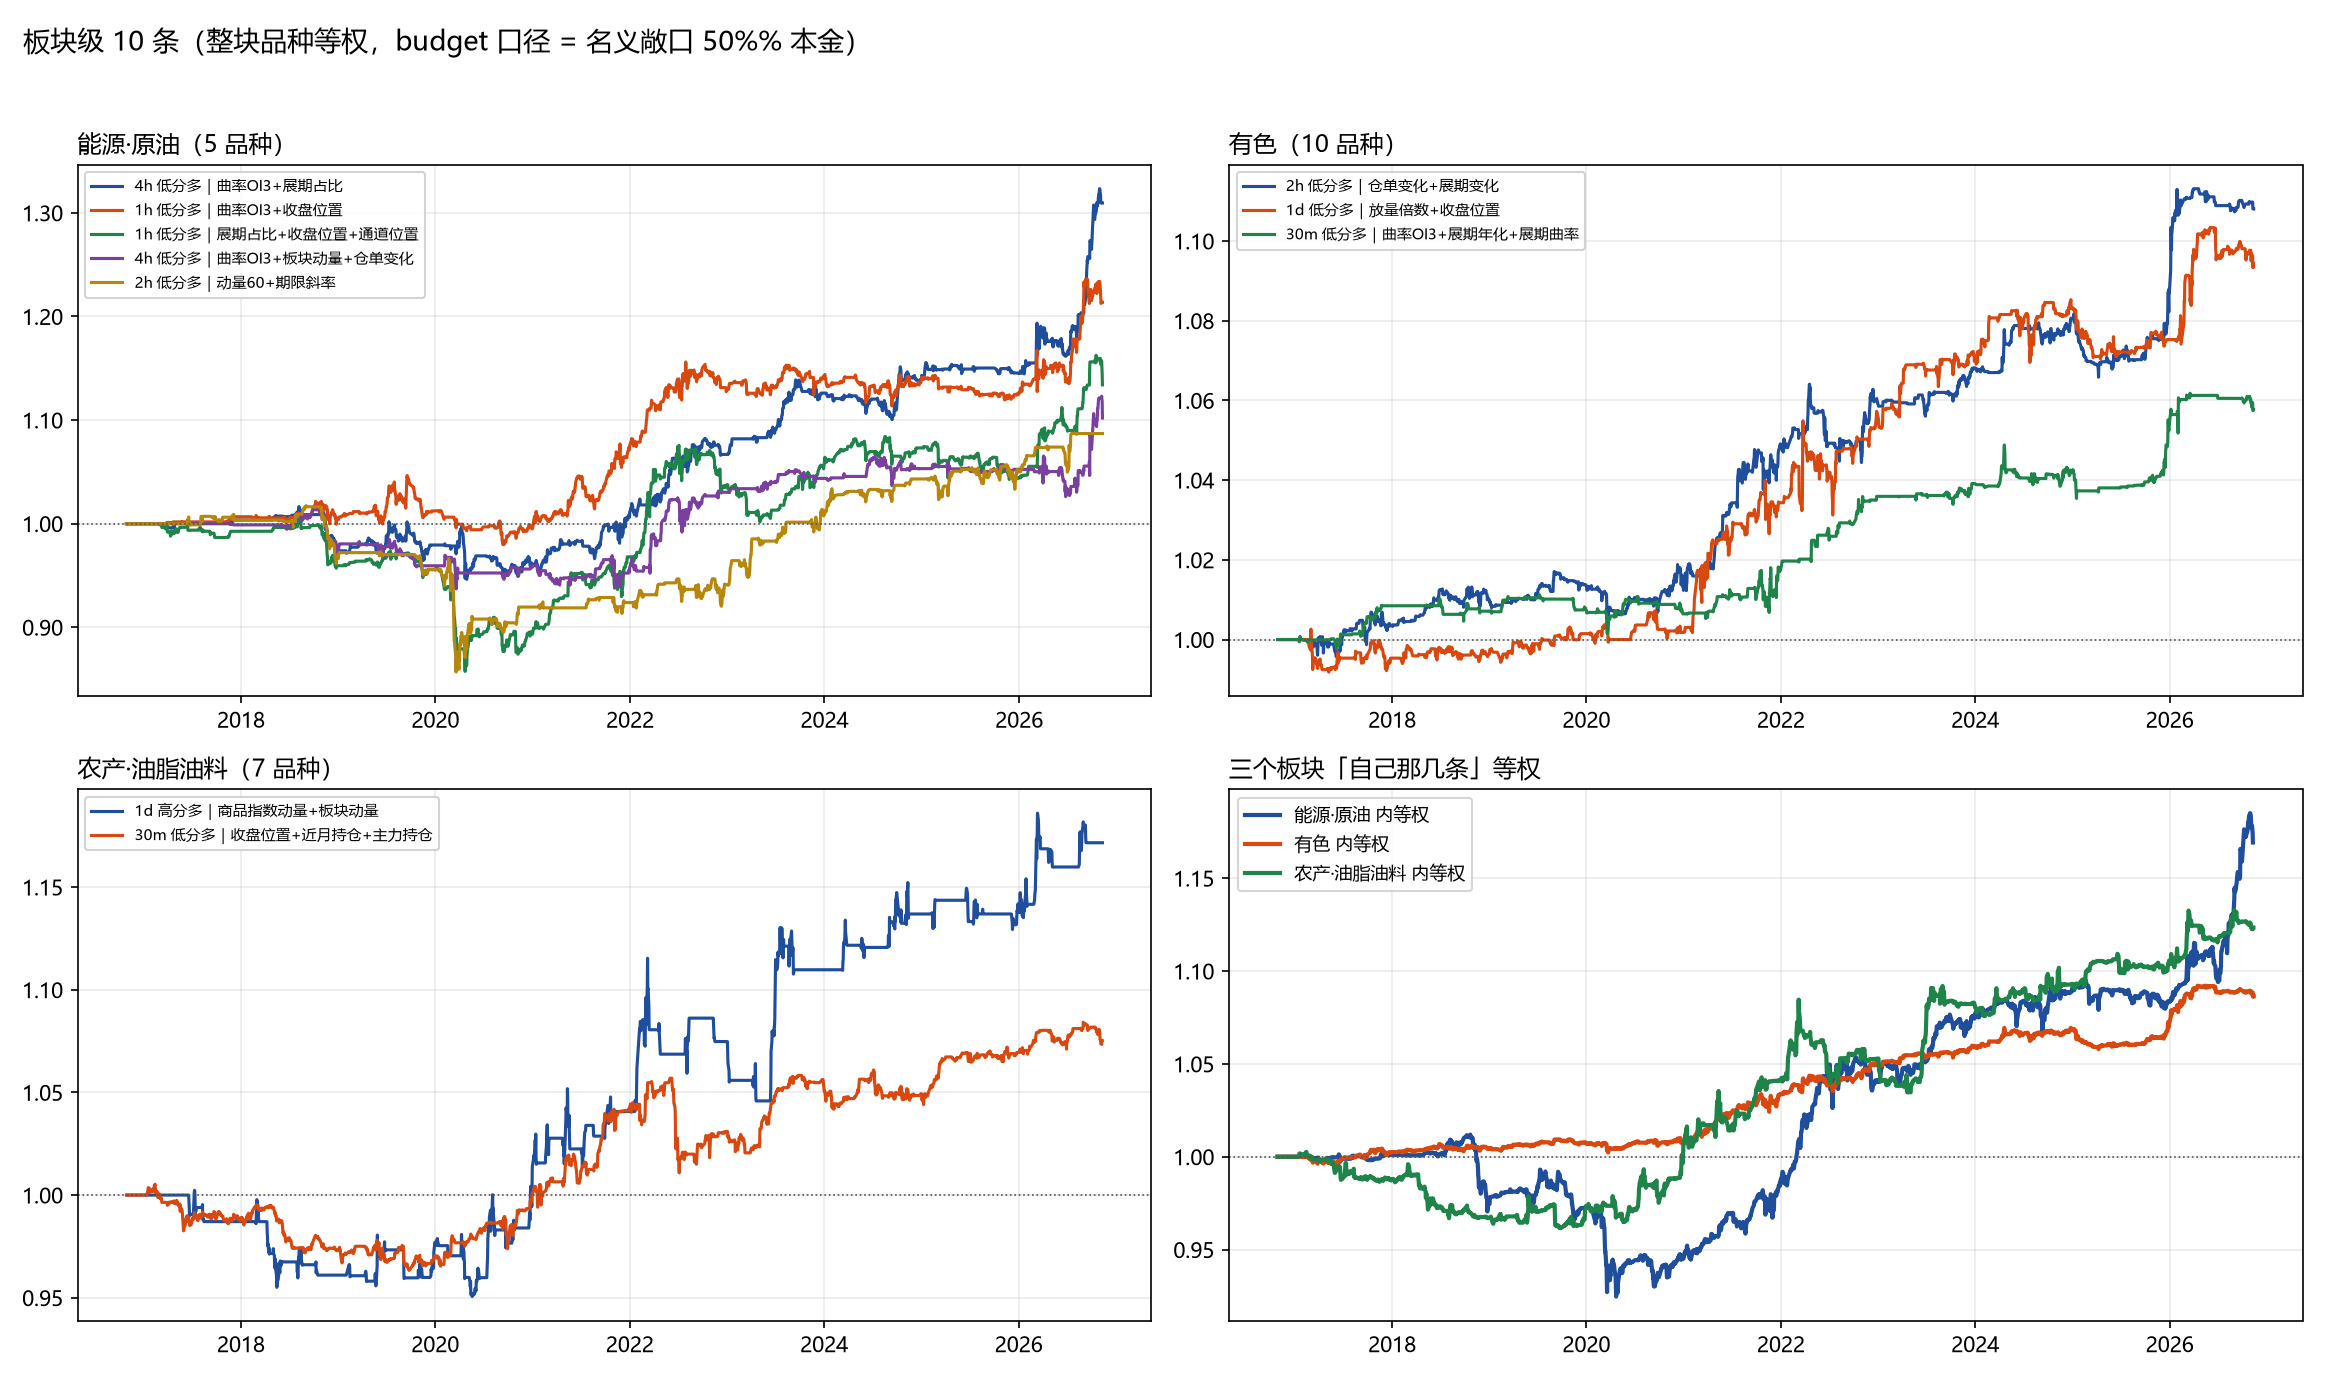 板块级 10 条（整块品种等权，budget 口径 = 名义敞口 50%% 本金）
能源·原油（5 品种）
4h 低分多 | 曲率OI3+展期占比
1h 低分多 | 曲率OI3+收盘位置
1h 低分多 | 展期占比+收盘位置+通道位置
4h 低分多 | 曲率OI3+板块动量+仓单变化
2h 低分多 | 动量60+期限斜率
1.30
1.20
1.10
1.00
0.90
2018 2020 2022 2024 2026
有色（10 品种）
2h 低分多 | 仓单变化+展期变化
1d 低分多 | 放量倍数+收盘位置
30m 低分多 | 曲率OI3+展期年化+展期曲率
1.10
1.08
1.06
1.04
1.02
1.00
2018 2020 2022 2024 2026
农产·油脂油料（7 品种）
1d 高分多 | 商品指数动量+板块动量
30m 低分多 | 收盘位置+近月持仓+主力持仓
1.15
1.10
1.05
1.00
0.95
2018 2020 2022 2024 2026
三个板块「自己那几条」等权
能源·原油 内等权
有色 内等权
农产·油脂油料 内等权
1.15
1.10
1.05
1.00
0.95
2018 2020 2022 2024 2026